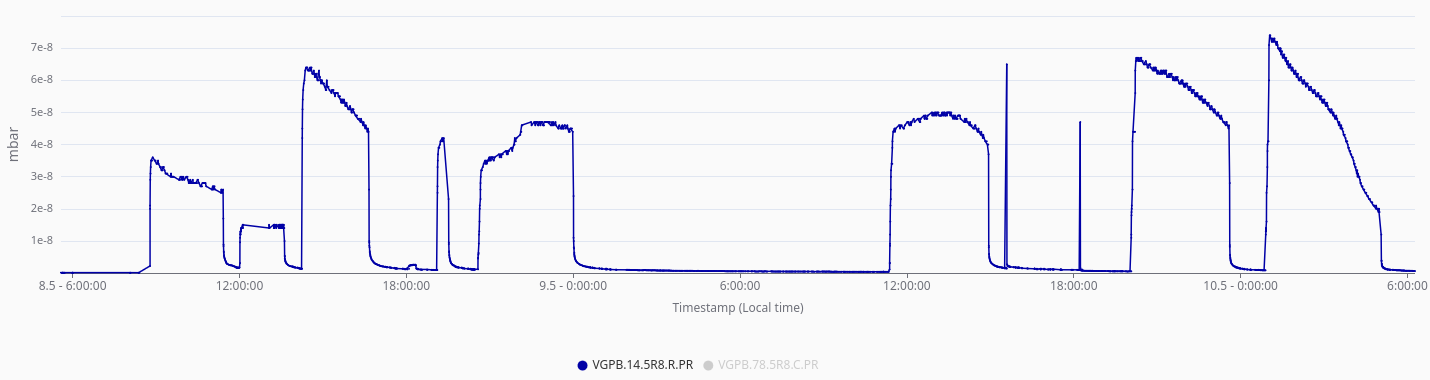 7e-8
6e-8
5e-8
4e-8
3e-8
2e-8
1e-8
mbar
8.5 - 6:00:00 12:00:00 18:00:00 9.5 - 0:00:00 6:00:00 12:00:00 18:00:00 10.5 - 0:00:00 6:00:00
Timestamp (Local time)
VGPB.14.5R8.R.PR VGPB.78.5R8.C.PR